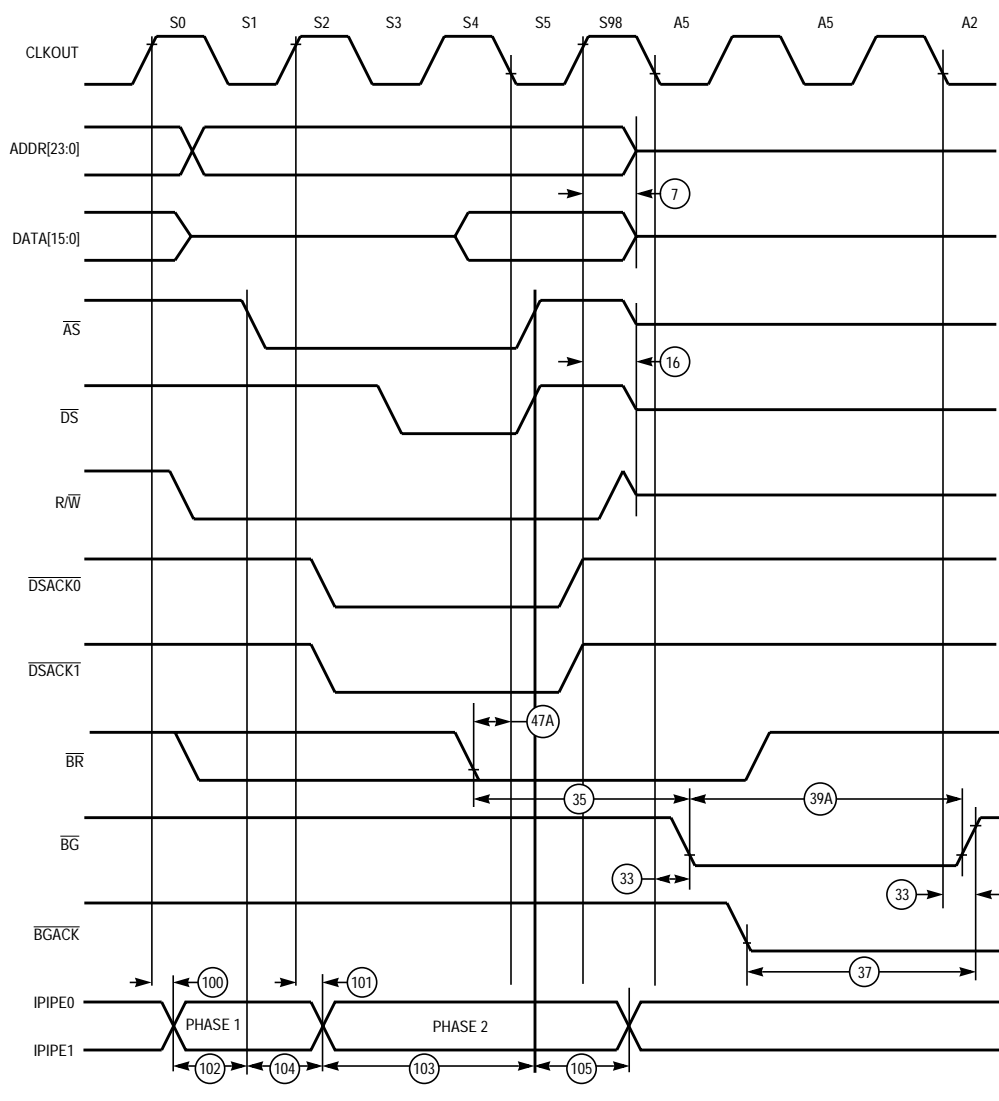 S0 S1 S2 S3 S4 S5 S98 A5 A5 A2
CLKOUT
ADDR[23:0]
7
DATA[15:0]
AS
16
DS
R/W
DSACK0
DSACK1
47A
BR
35 39A
BG
33 33
BGACK
37
100 101
IPIPE0
PHASE 1 PHASE 2
IPIPE1
102 104 103 105